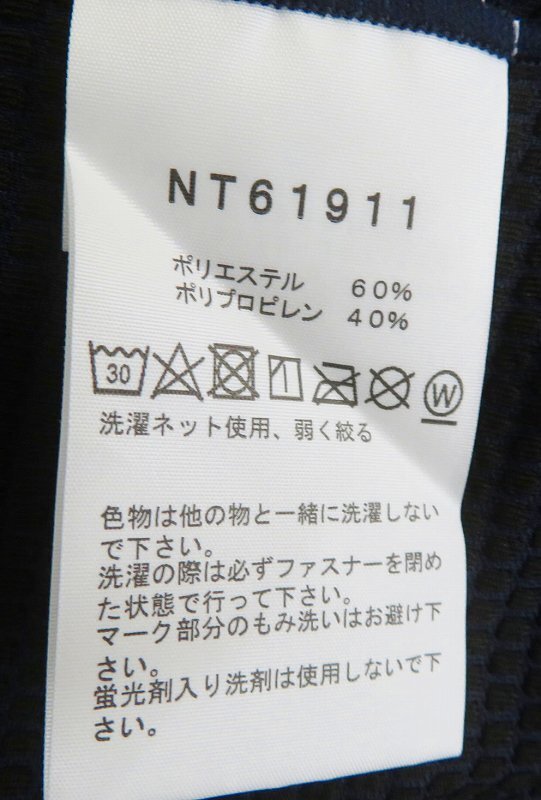 NT61911
ポリエステル 60%
ポリプロピレン 40%
30 W
洗濯ネット使用、弱く絞る
色物は他の物と一緒に洗濯しない
で下さい。
洗濯の際は必ずファスナーを閉め
た状態で行って下さい。
マーク部分のもみ洗いはお避け下
さい。
蛍光剤入り洗剤は使用しないで下
さい。